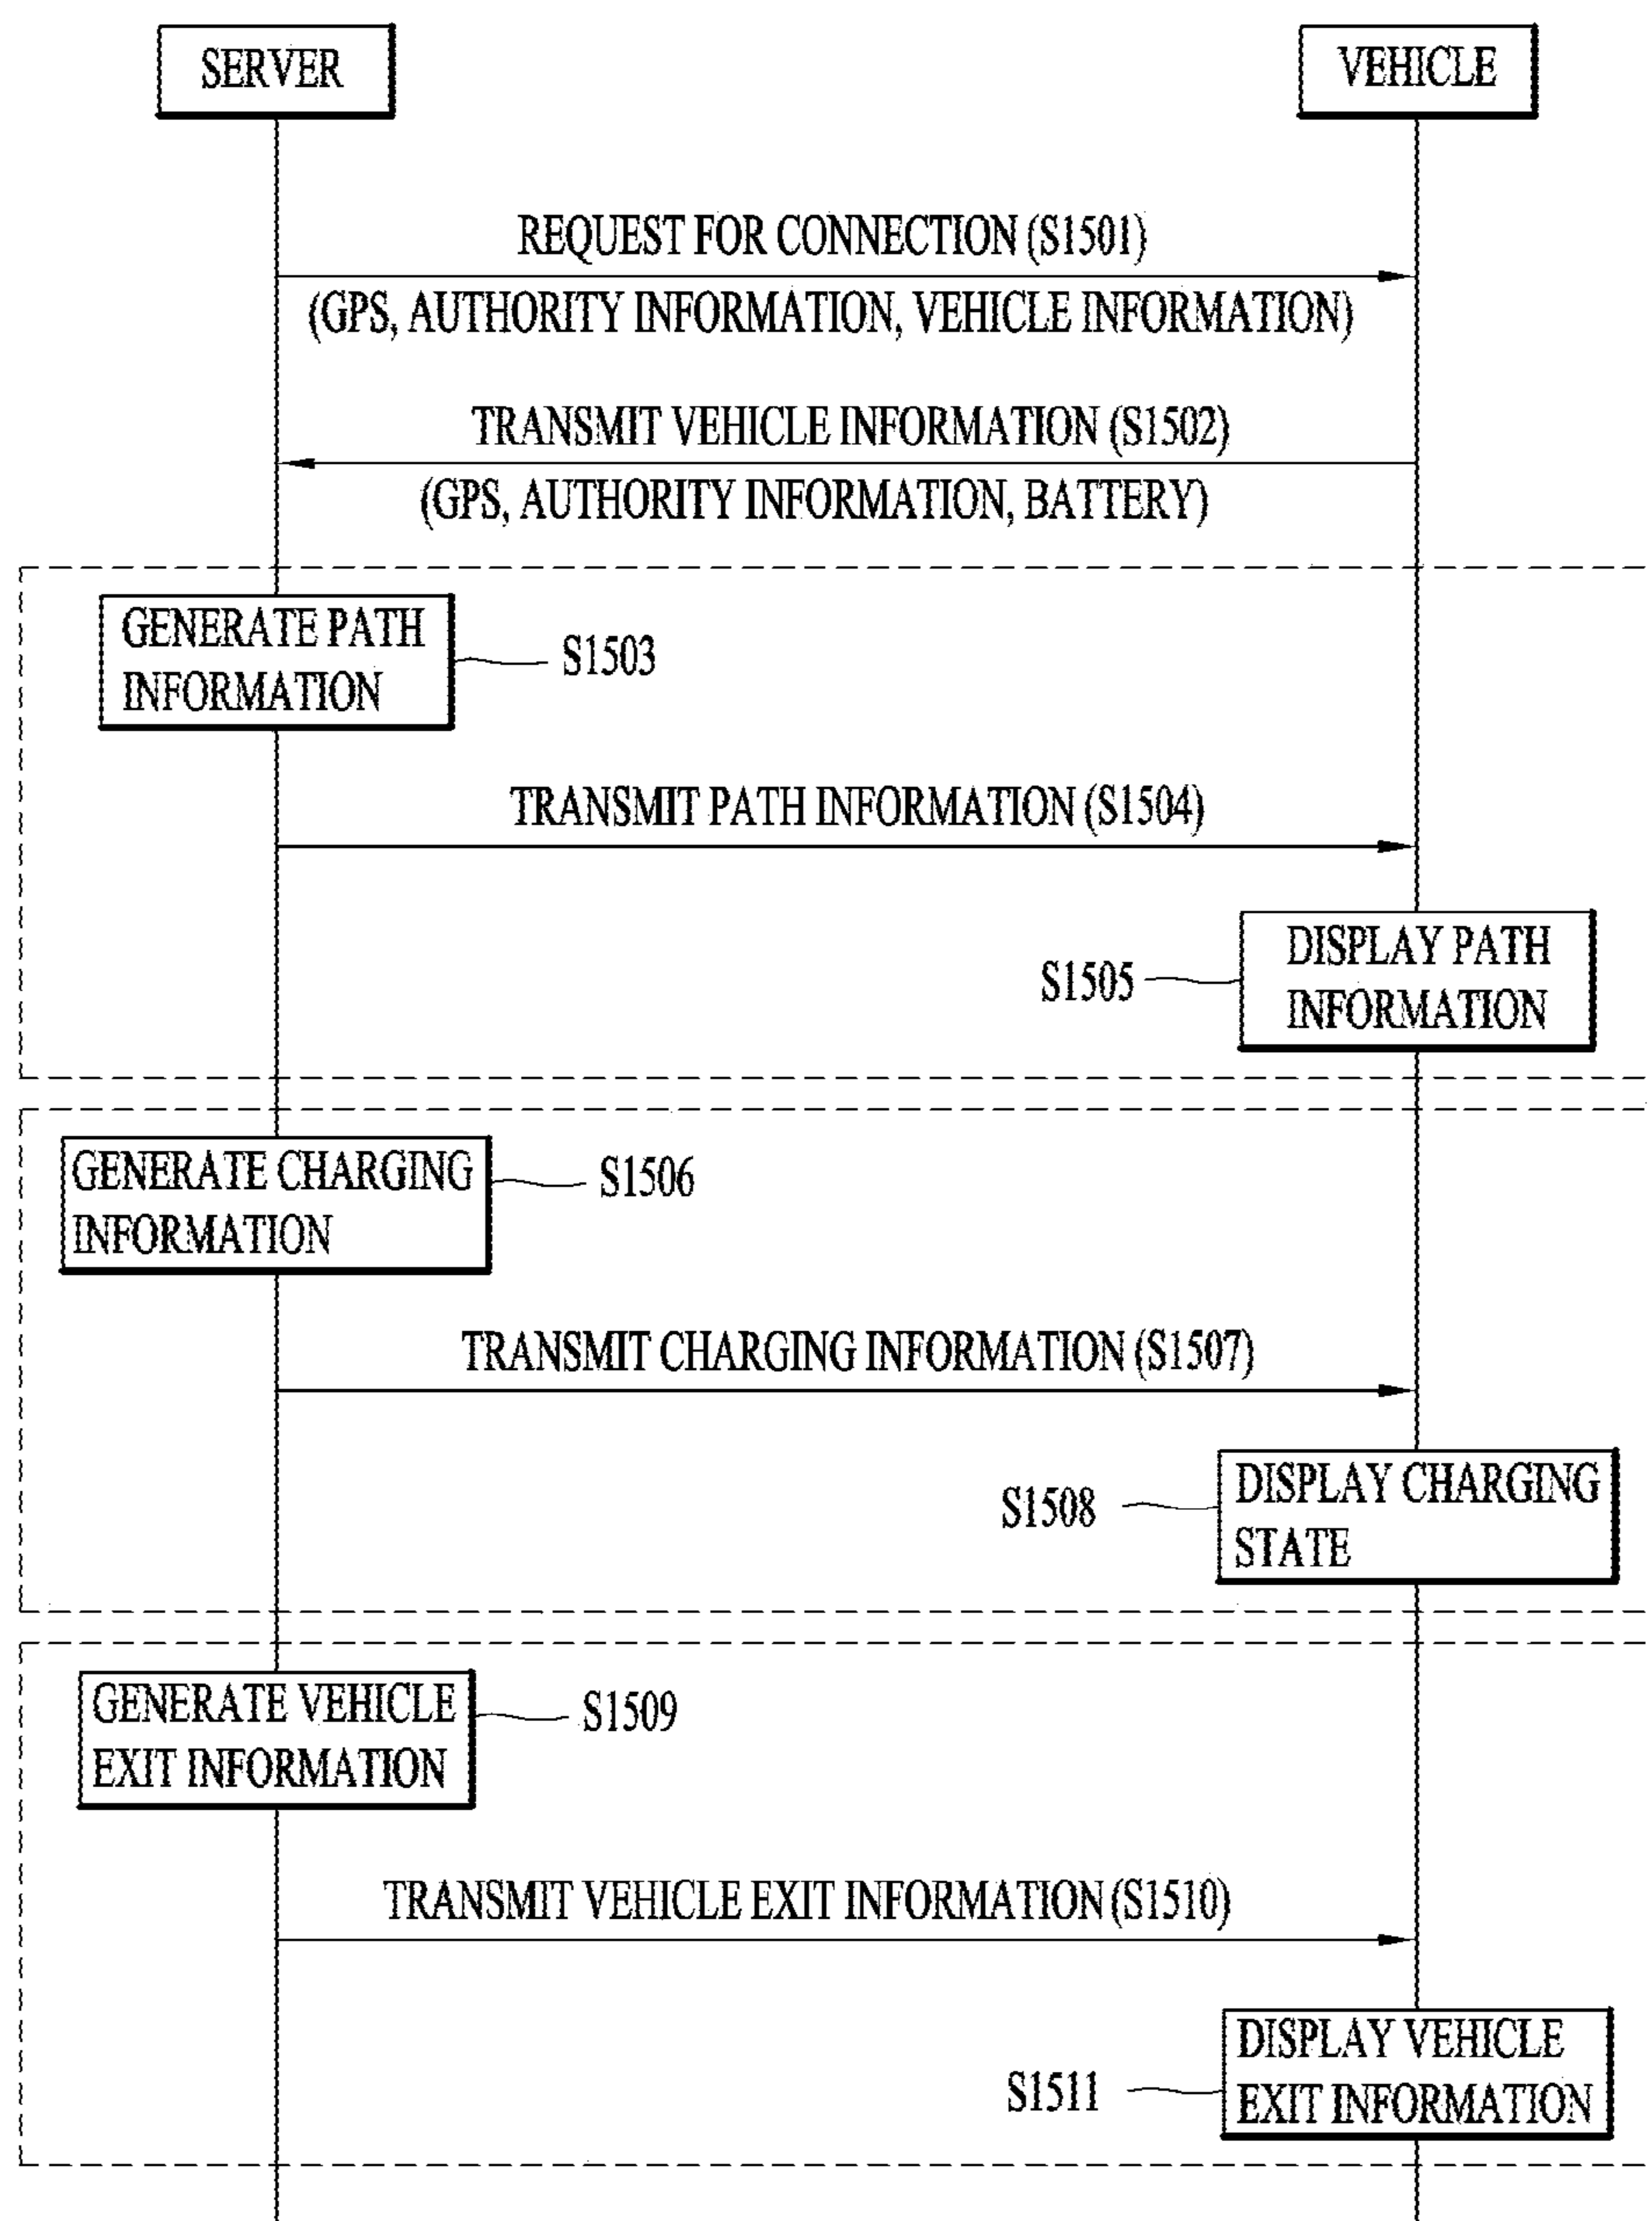 SERVER
VEHICLE
REQUEST FOR CONNECTION (S1501)
(GPS, AUTHORITY INFORMATION, VEHICLE INFORMATION)
TRANSMIT VEHICLE INFORMATION (S1502)
(GPS, AUTHORITY INFORMATION, BATTERY)
GENERATE PATH
INFORMATION
S1503
TRANSMIT PATH INFORMATION (S1504)
S1505
DISPLAY PATH
INFORMATION
GENERATE CHARGING
INFORMATION
S1506
TRANSMIT CHARGING INFORMATION (S1507)
S1508
DISPLAY CHARGING
STATE
GENERATE VEHICLE
EXIT INFORMATION
S1509
TRANSMIT VEHICLE EXIT INFORMATION (S1510)
S1511
DISPLAY VEHICLE
EXIT INFORMATION